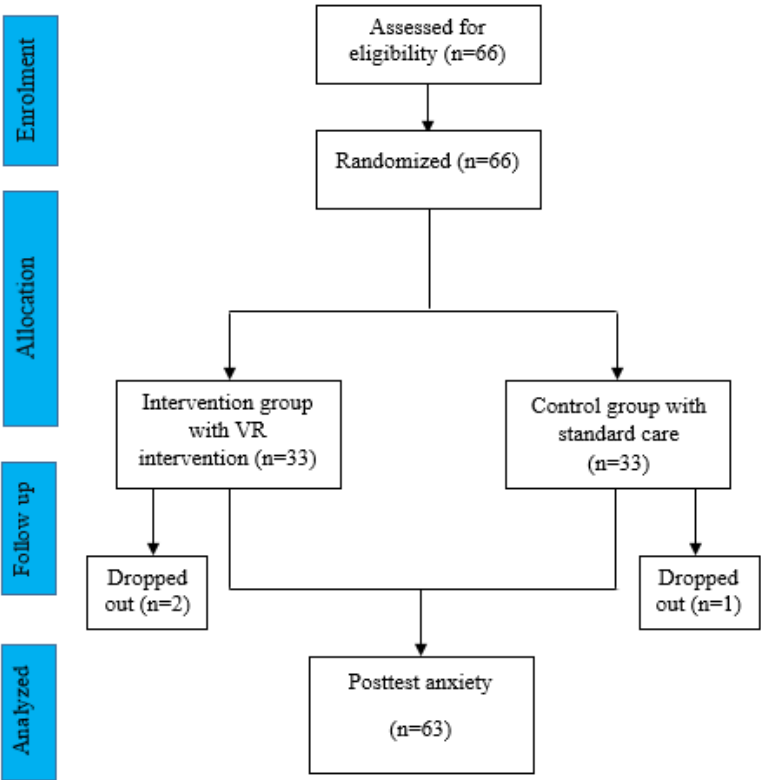 Enrolment
Assessed for
eligibility (n=66)
Randomized (n=66)
Allocation
Intervention group
with VR
intervention (n=33)
Control group with
standard care
(n=33)
Follow up
Dropped
out (n=2)
Dropped
out (n=1)
Analyzed
Posttest anxiety
(n=63)